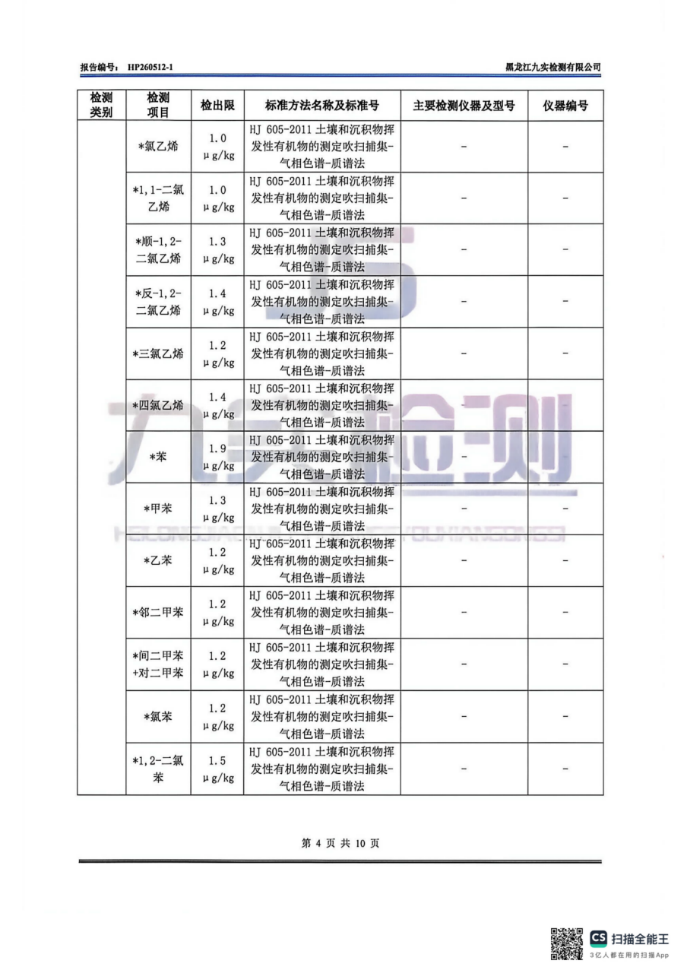 报告编号： HP260512-1
黑龙江九实检测有限公司
检测
类别
检测
项目
检出限
标准方法名称及标准号
主要检测仪器及型号
仪器编号
*氯乙烯
1.0
μg/kg
HJ 605-2011 土壤和沉积物挥
发性有机物的测定吹扫捕集-
气相色谱-质谱法
-
-
*1,1-二氯
乙烯
1.0
μg/kg
HJ 605-2011 土壤和沉积物挥
发性有机物的测定吹扫捕集-
气相色谱-质谱法
-
-
*顺-1,2-
二氯乙烯
1.3
μg/kg
HJ 605-2011 土壤和沉积物挥
发性有机物的测定吹扫捕集-
气相色谱-质谱法
-
-
*反-1,2-
二氯乙烯
1.4
μg/kg
HJ 605-2011 土壤和沉积物挥
发性有机物的测定吹扫捕集-
气相色谱-质谱法
-
-
*三氯乙烯
1.2
μg/kg
HJ 605-2011 土壤和沉积物挥
发性有机物的测定吹扫捕集-
气相色谱-质谱法
-
-
*四氯乙烯
1.4
μg/kg
HJ 605-2011 土壤和沉积物挥
发性有机物的测定吹扫捕集-
气相色谱-质谱法
-
-
*苯
1.9
μg/kg
HJ 605-2011 土壤和沉积物挥
发性有机物的测定吹扫捕集-
气相色谱-质谱法
-
-
*甲苯
1.3
μg/kg
HJ 605-2011 土壤和沉积物挥
发性有机物的测定吹扫捕集-
气相色谱-质谱法
-
-
*乙苯
1.2
μg/kg
HJ 605-2011 土壤和沉积物挥
发性有机物的测定吹扫捕集-
气相色谱-质谱法
-
-
*邻二甲苯
1.2
μg/kg
HJ 605-2011 土壤和沉积物挥
发性有机物的测定吹扫捕集-
气相色谱-质谱法
-
-
*间二甲苯
+对二甲苯
1.2
μg/kg
HJ 605-2011 土壤和沉积物挥
发性有机物的测定吹扫捕集-
气相色谱-质谱法
-
-
*氯苯
1.2
μg/kg
HJ 605-2011 土壤和沉积物挥
发性有机物的测定吹扫捕集-
气相色谱-质谱法
-
-
*1,2-二氯
苯
1.5
μg/kg
HJ 605-2011 土壤和沉积物挥
发性有机物的测定吹扫捕集-
气相色谱-质谱法
-
-
九实检测
第 4 页 共 10 页
CS 扫描全能王
3亿人都在用的扫描App